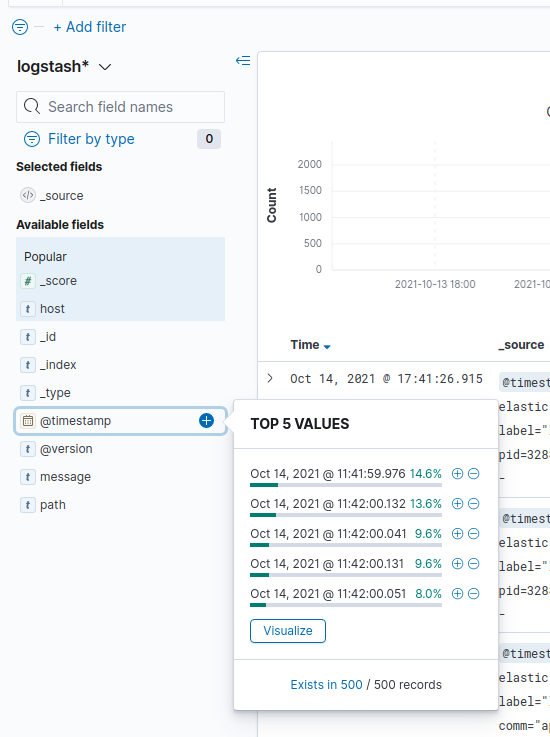 + Add filter
logstash*
Search field names
Filter by type 0
Selected fields
_source
Available fields
Popular
# _score
t host
t _id
t _index
t _type
@timestamp
t @version
t message
t path
Count
2000
1500
1000
500
0
2021-10-13 18:00
2021-10-
Time
_source
Oct 14, 2021 @ 17:41:26.915
@timest
elastic
label="
pid=328
-
@timest
elastic
label="
pid=328
-
@timest
elastic
label="
comm="a
TOP 5 VALUES
Oct 14, 2021 @ 11:41:59.976 14.6%
Oct 14, 2021 @ 11:42:00.132 13.6%
Oct 14, 2021 @ 11:42:00.041 9.6%
Oct 14, 2021 @ 11:42:00.131 9.6%
Oct 14, 2021 @ 11:42:00.051 8.0%
Visualize
Exists in 500 / 500 records